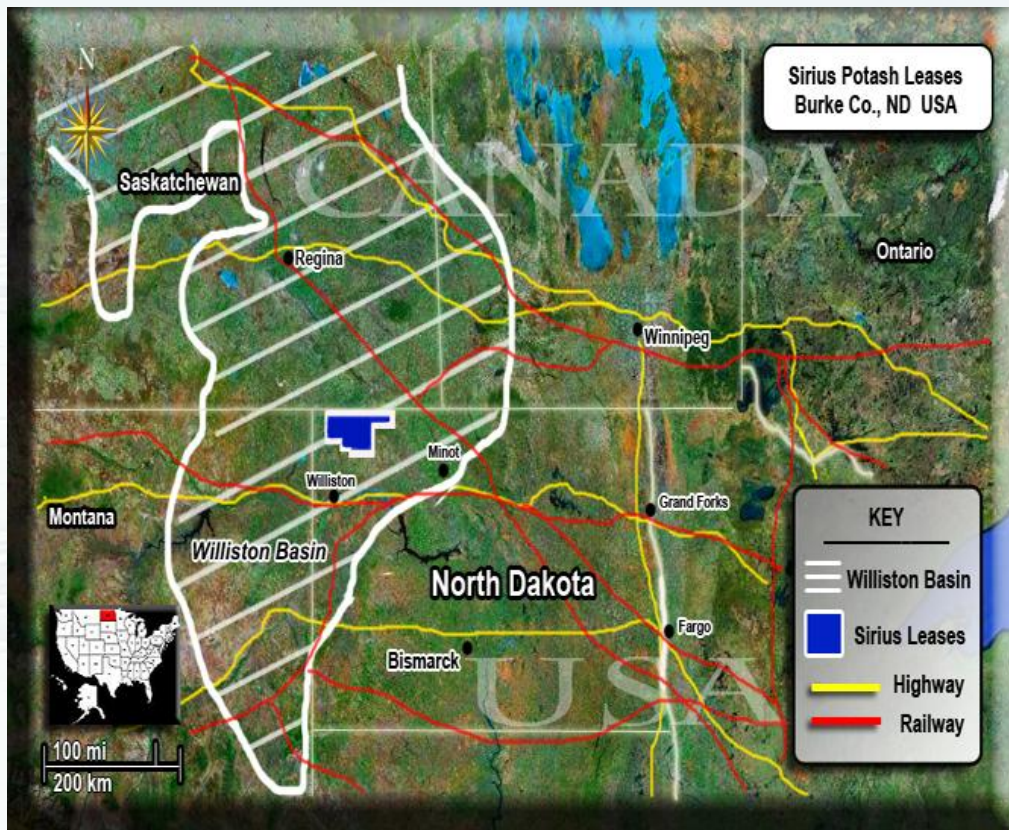 N
Sirius Potash Leases
Burke Co., ND USA
CANADA
Saskatchewan
Ontario
Regina
Winnipeg
Minot
Williston
Grand Forks
Montana
Williston Basin
North Dakota
Fargo
Bismarck
USA
KEY
Williston Basin
Sirius Leases
Highway
Railway
100 mi
200 km